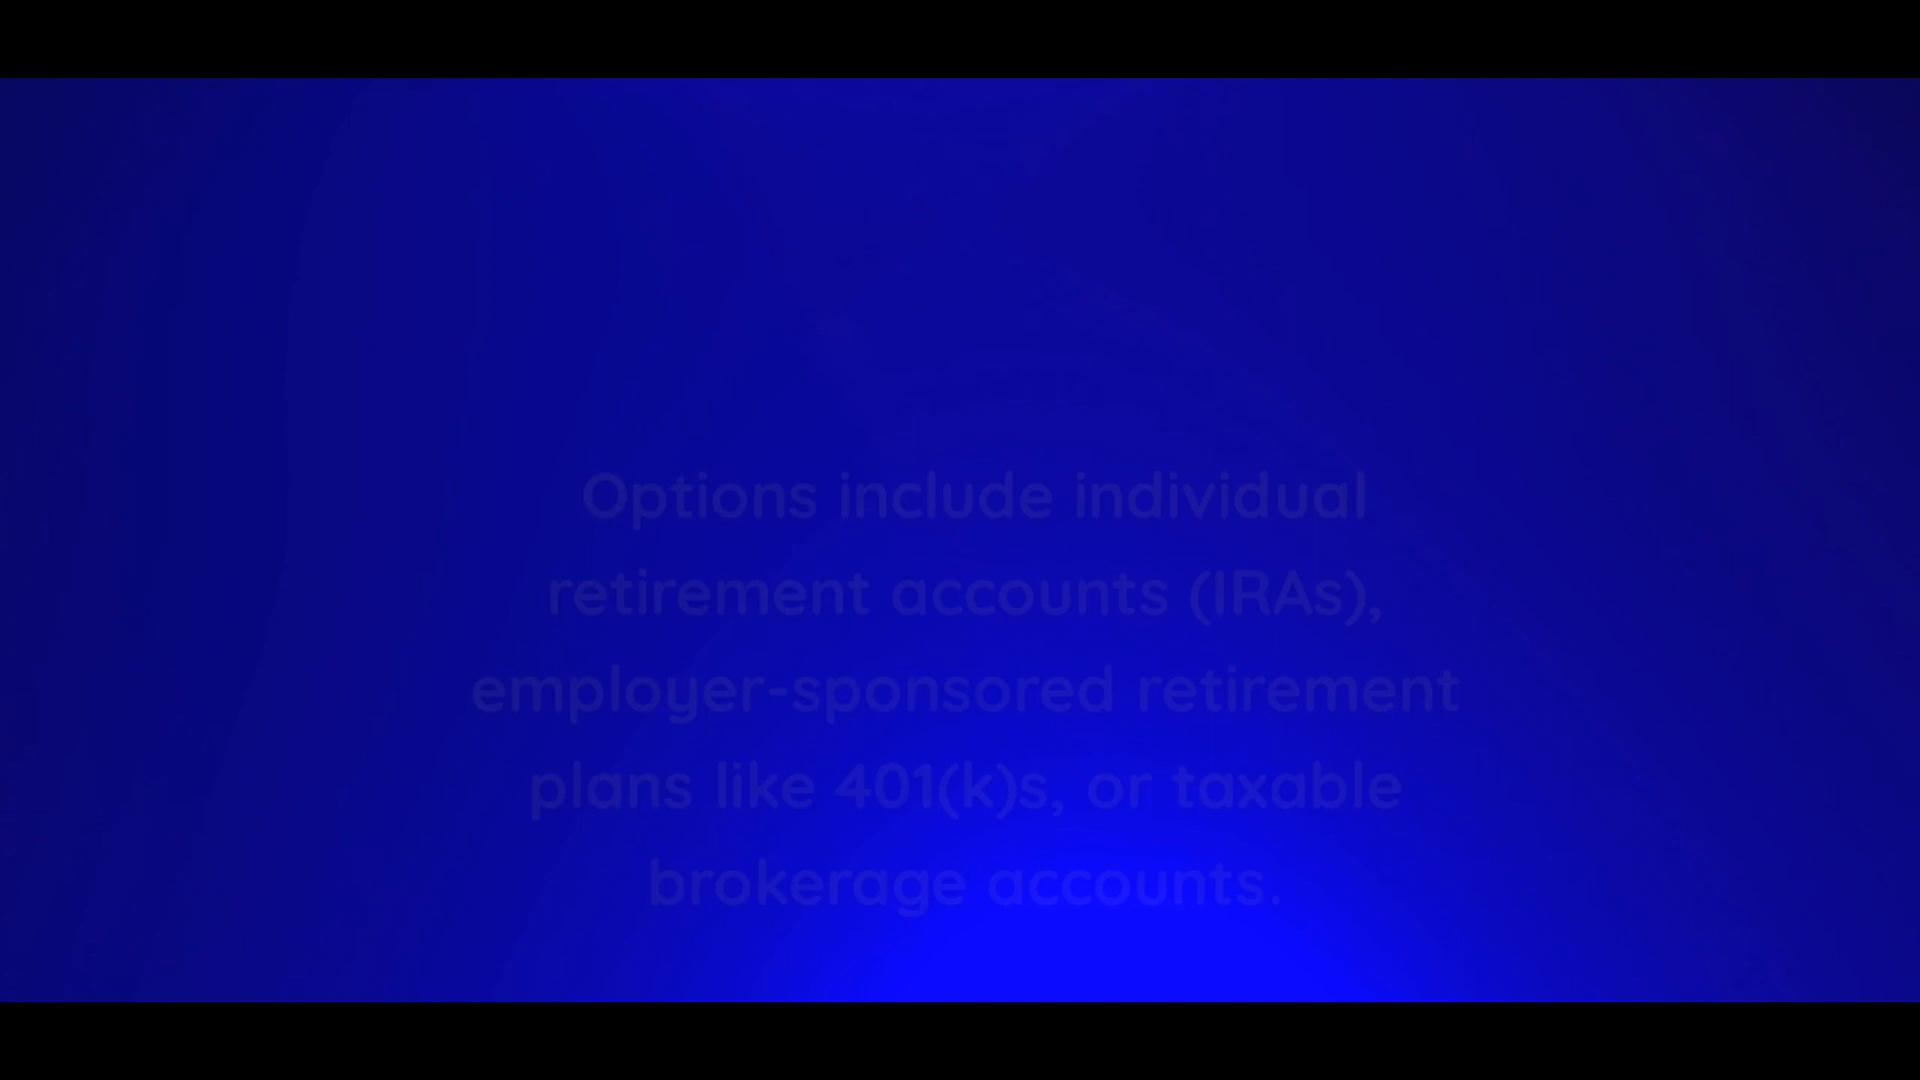 Options include individual
retirement accounts (IRAs),
employer-sponsored retirement
plans like 401(k)s, or taxable
brokerage accounts.